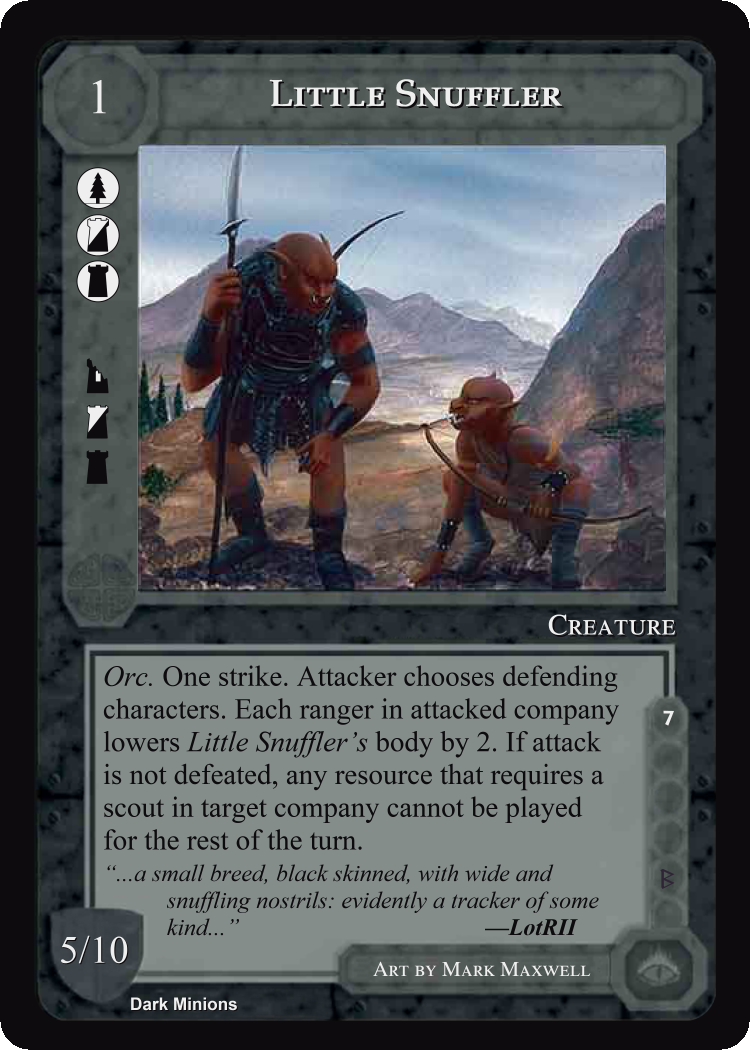 1
Little Snuffler
Creature
Orc. One strike. Attacker chooses defending
characters. Each ranger in attacked company
lowers Little Snuffler’s body by 2. If attack
is not defeated, any resource that requires a
scout in target company cannot be played
for the rest of the turn.
7
“...a small breed, black skinned, with wide and
snuffling nostrils: evidently a tracker of some
kind...” —LotRII
5/10
Art by Mark Maxwell
Dark Minions